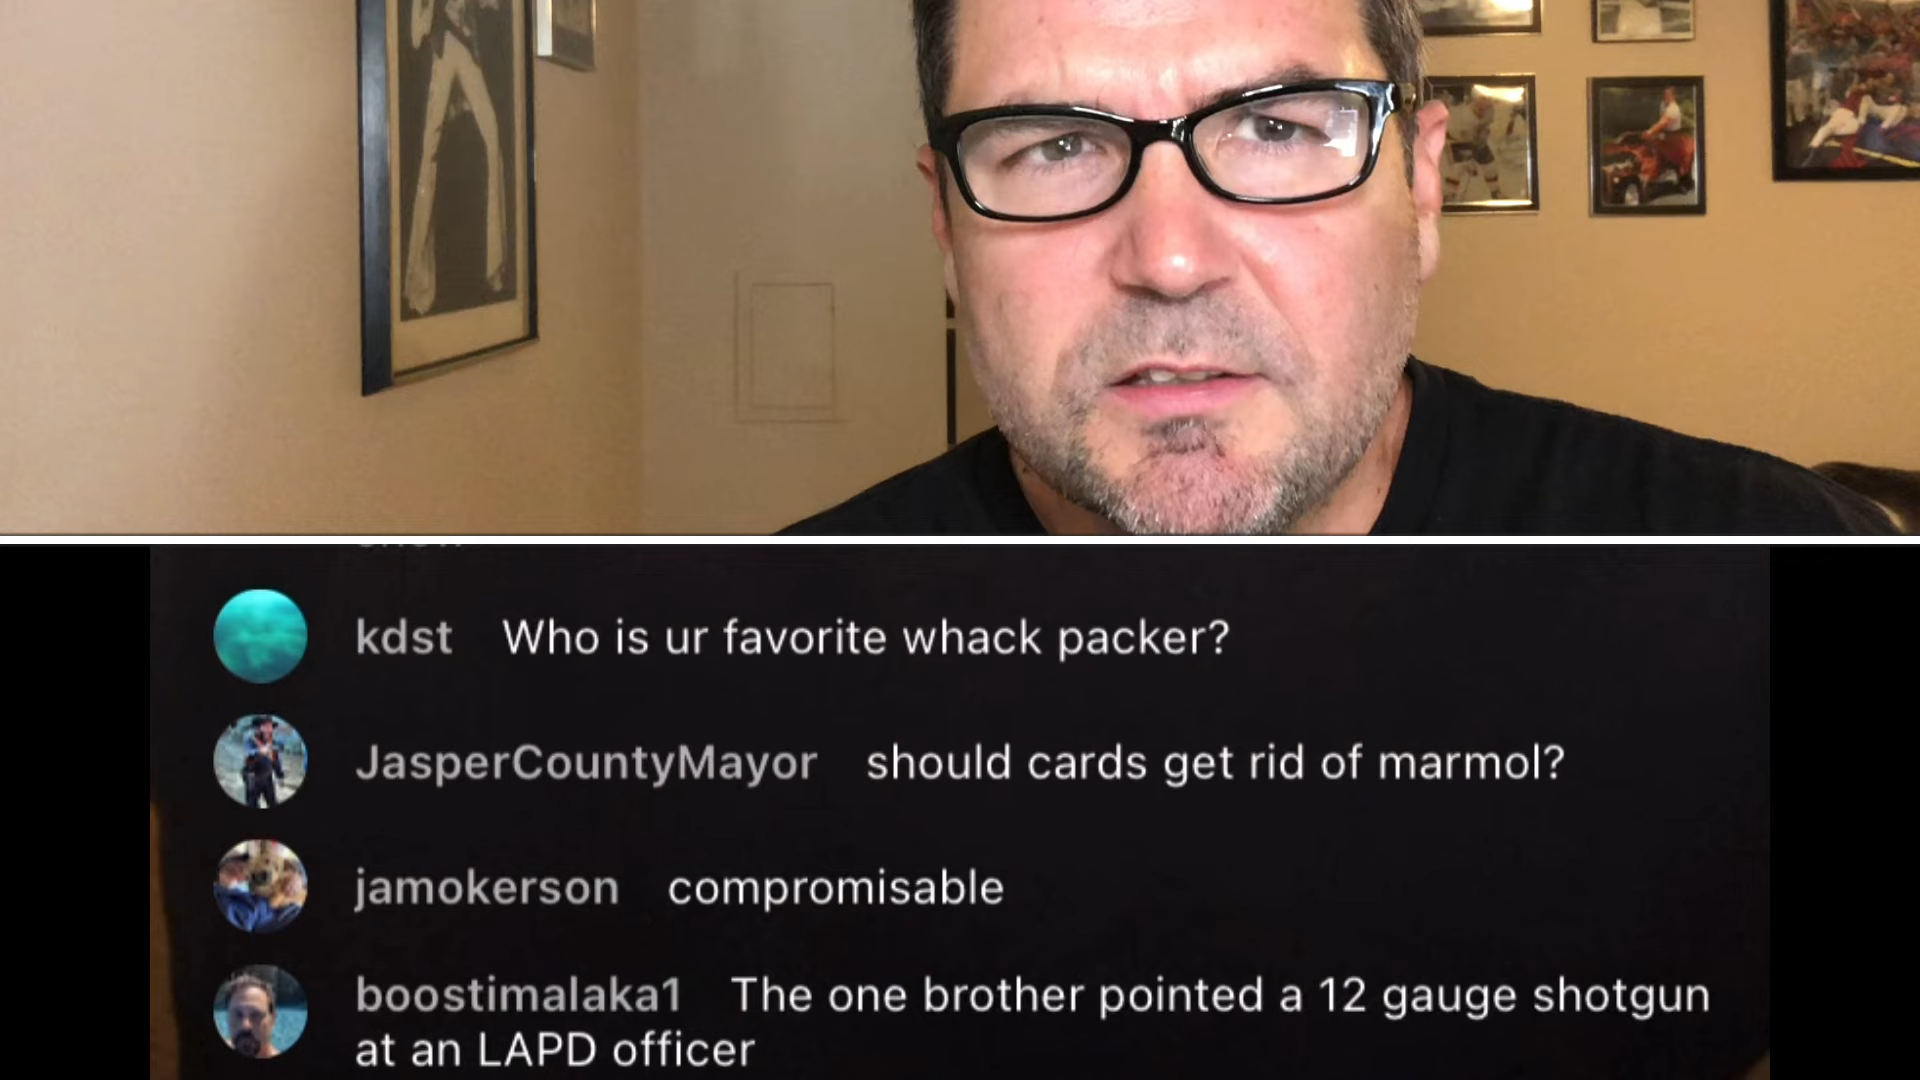 kdst Who is ur favorite whack packer?
JasperCountyMayor should cards get rid of marmol?
jamokerson compromisable
boostimalaka1 The one brother pointed a 12 gauge shotgun
at an LAPD officer